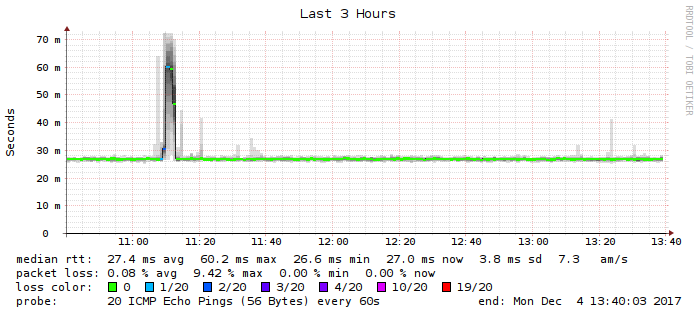 Last 3 Hours
RRDTOOL / TOBI OETIKER
Seconds
70 m
60 m
50 m
40 m
30 m
20 m
10 m
0
11:00 11:20 11:40 12:00 12:20 12:40 13:00 13:20 13:40
median rtt: 27.4 ms avg 60.2 ms max 26.6 ms min 27.0 ms now 3.8 ms sd 7.3 am/s
packet loss: 0.08 % avg 9.42 % max 0.00 % min 0.00 % now
loss color: 0 1/20 2/20 3/20 4/20 10/20 19/20
probe: 20 ICMP Echo Pings (56 Bytes) every 60s end: Mon Dec 4 13:40:03 2017